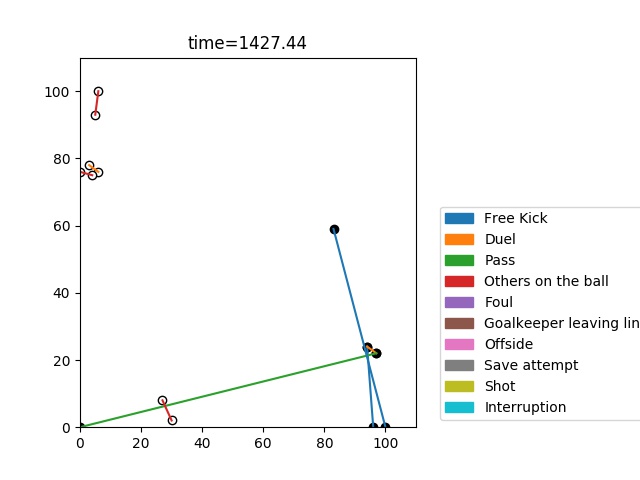 time=1427.44
100
80
60
40
20
0
0 20 40 60 80 100
Free Kick
Duel
Pass
Others on the ball
Foul
Goalkeeper leaving lin
Offside
Save attempt
Shot
Interruption